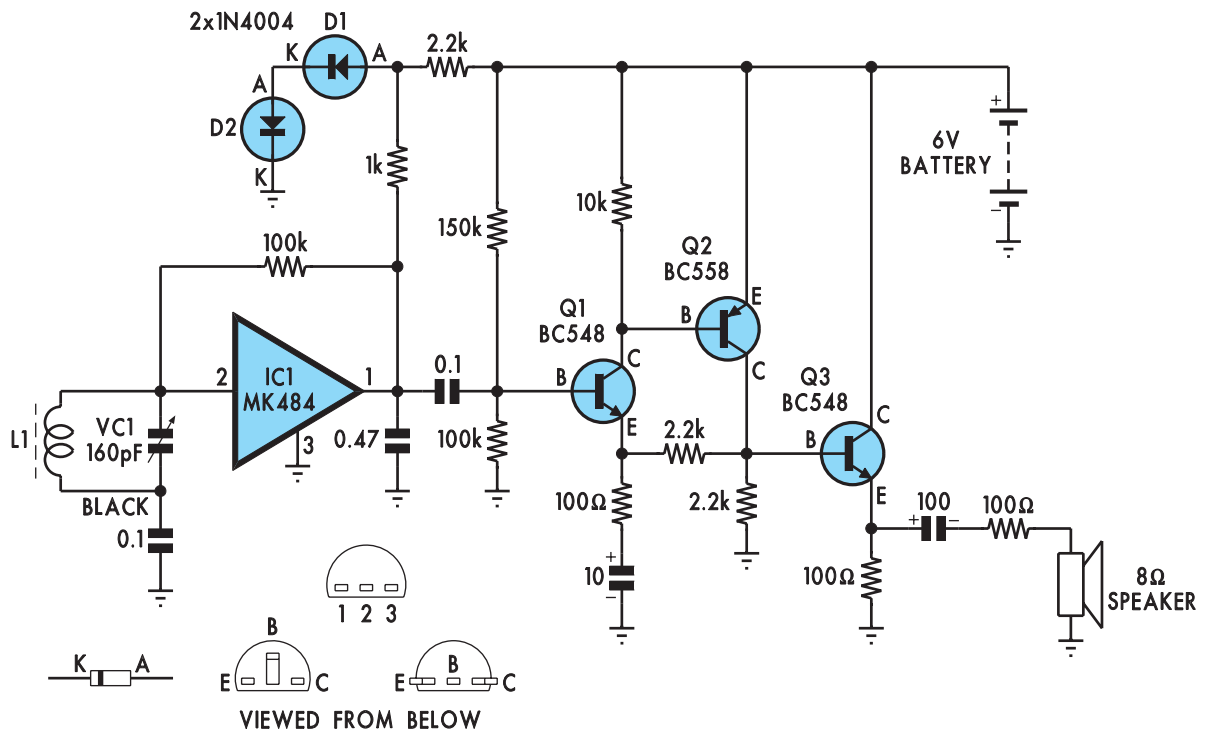 2x1N4004
D1
K
A
2.2k
A
D2
K
1k
6V
BATTERY
+
−
150k
10k
100k
Q2
BC558
E
B
C
Q1
BC548
C
B
E
0.1
2
IC1
MK484
1
3
L1
VC1
160pF
BLACK
0.1
0.47
100k
2.2k
Q3
BC548
C
B
E
100Ω
2.2k
+
10
−
100
+
−
100Ω
100Ω
8Ω
SPEAKER
1 2 3
K A
B
E C
B
E C
VIEWED FROM BELOW